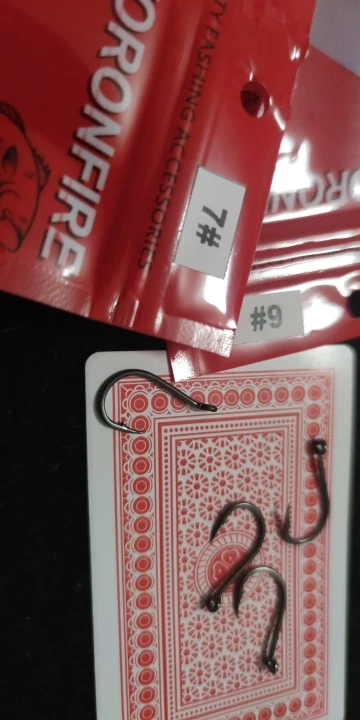 ORONFIRE
TY FASHING ACCESSORIES
7#
ORON
9#